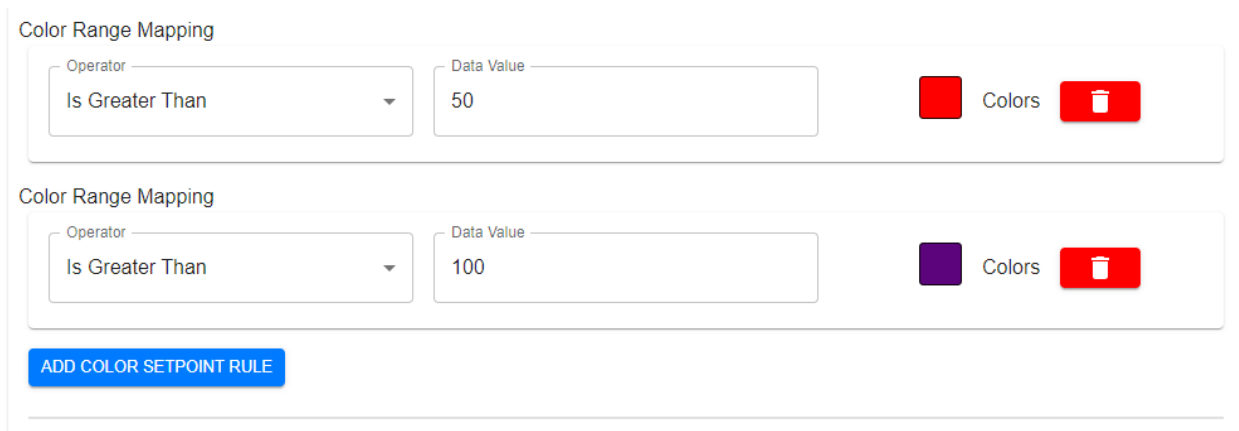 Color Range Mapping
Operator
Data Value
Is Greater Than
50
Colors
Color Range Mapping
Operator
Data Value
Is Greater Than
100
Colors
ADD COLOR SETPOINT RULE